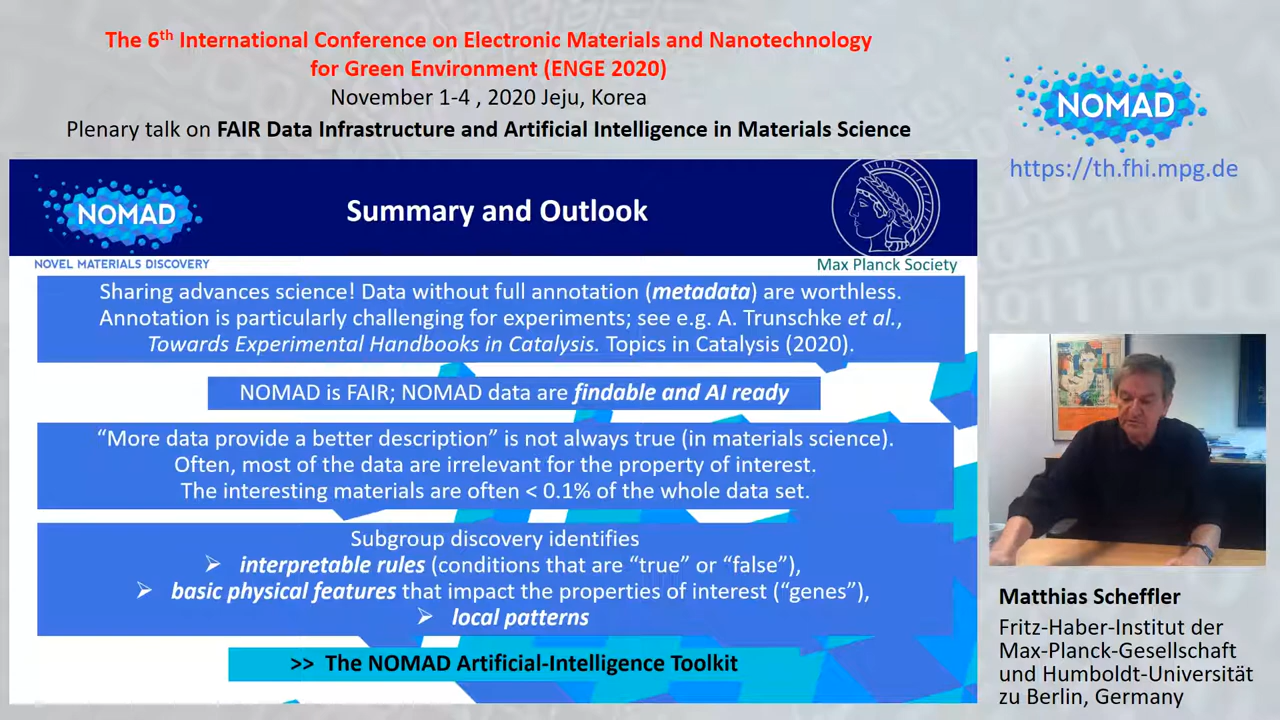 The 6th International Conference on Electronic Materials and Nanotechnology
for Green Environment (ENGE 2020)
November 1-4 , 2020 Jeju, Korea
Plenary talk on FAIR Data Infrastructure and Artificial Intelligence in Materials Science
NOMAD
https://th.fhi.mpg.de
NOMAD
NOVEL MATERIALS DISCOVERY
Summary and Outlook
Max Planck Society
Sharing advances science! Data without full annotation (metadata) are worthless.
Annotation is particularly challenging for experiments; see e.g. A. Trunschke et al.,
Towards Experimental Handbooks in Catalysis. Topics in Catalysis (2020).
NOMAD is FAIR; NOMAD data are findable and AI ready
“More data provide a better description” is not always true (in materials science).
Often, most of the data are irrelevant for the property of interest.
The interesting materials are often < 0.1% of the whole data set.
Subgroup discovery identifies
➢ interpretable rules (conditions that are “true” or “false”),
➢ basic physical features that impact the properties of interest (“genes”),
➢ local patterns
>> The NOMAD Artificial-Intelligence Toolkit
Matthias Scheffler
Fritz-Haber-Institut der
Max-Planck-Gesellschaft
und Humboldt-Universität
zu Berlin, Germany